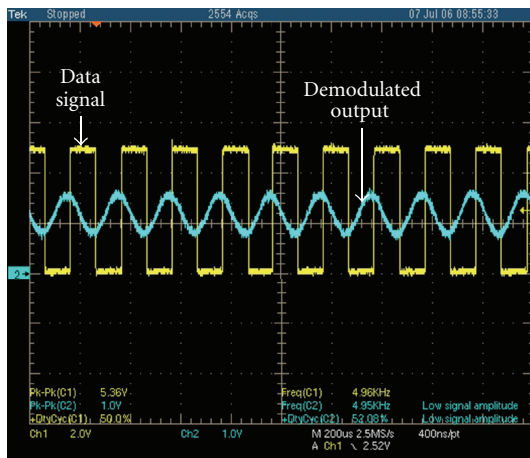 Tek Stopped 2554 Acqs 07 Jul 06 08:55:33
Data signal
Demodulated output
2
Pk-Pk(C1) 5.36V Freq(C1) 4.96KHz
Pk-Pk(C2) 1.0V Freq(C2) 4.95KHz Low signal amplitude
+DtyCyc(C1) 50.0% +DtyCyc(C2) 52.08% Low signal amplitude
Ch1 2.0V Ch2 1.0V M 200us 2.5MS/s 400ns/pt
A Ch1 \ 2.52V